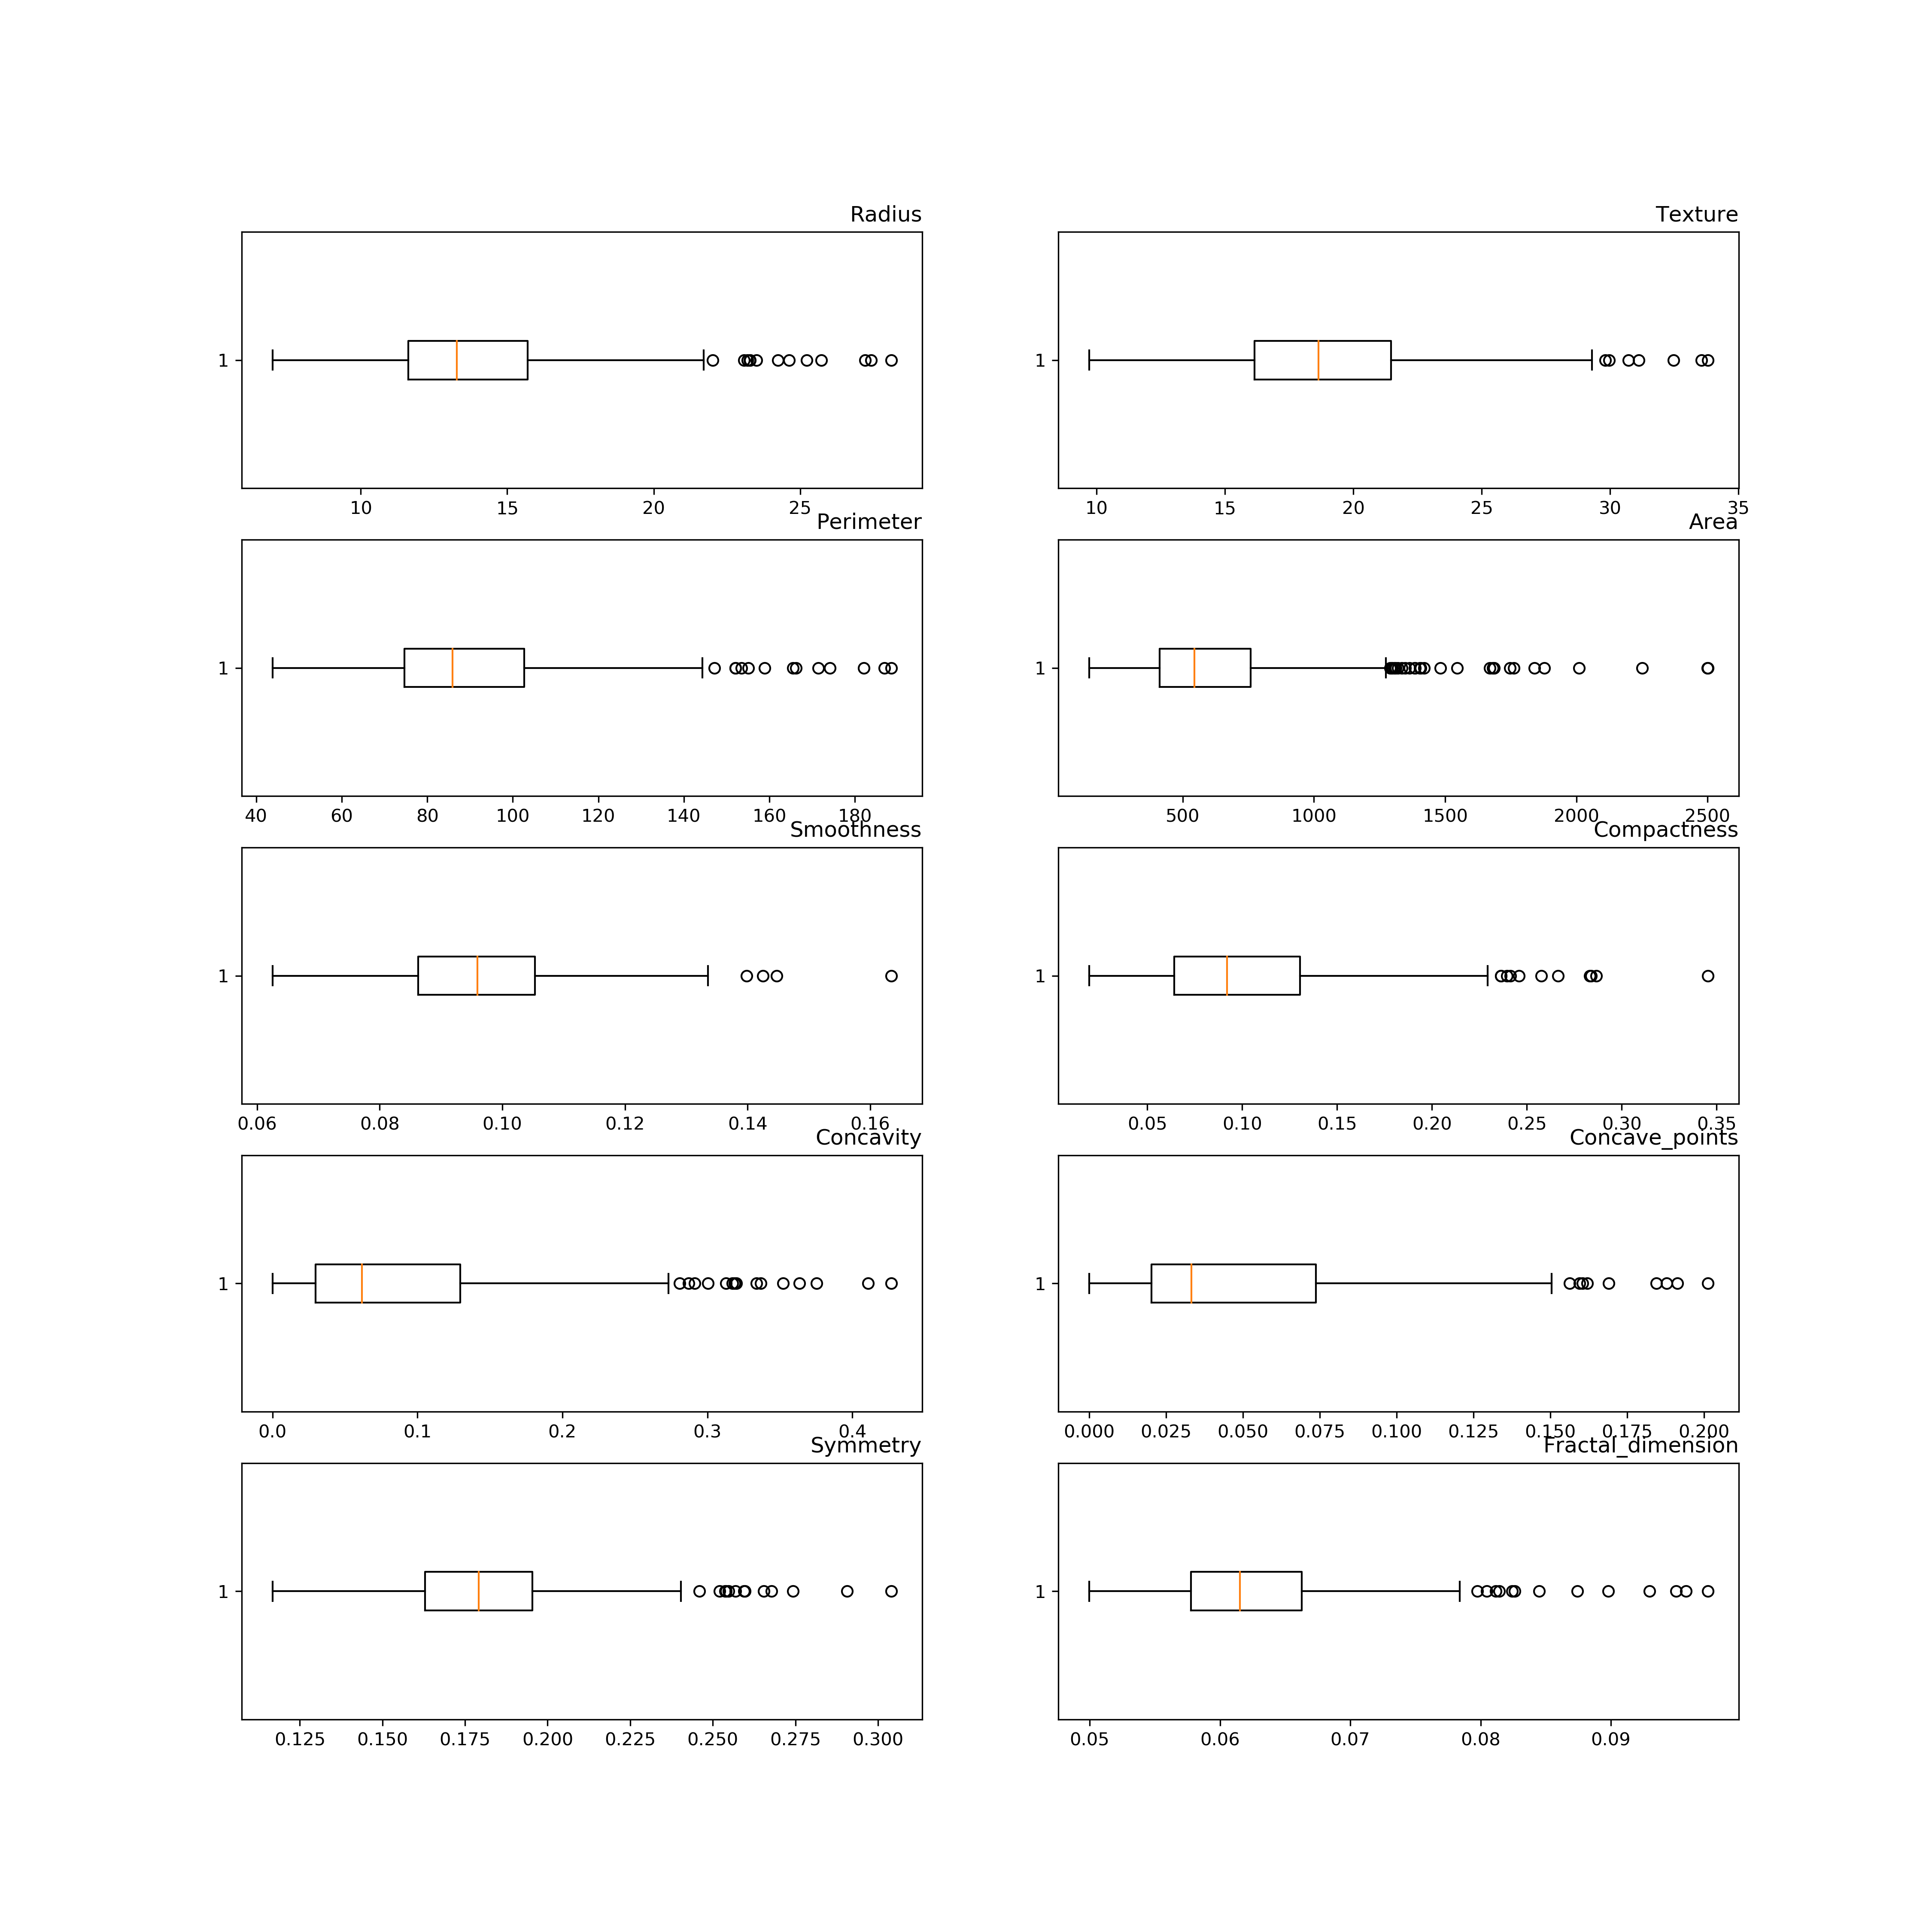 Radius
1
10 15 20 25
Texture
1
10 15 20 25 30 35
Perimeter
1
40 60 80 100 120 140 160 180
Area
1
500 1000 1500 2000 2500
Smoothness
1
0.06 0.08 0.10 0.12 0.14 0.16
Compactness
1
0.05 0.10 0.15 0.20 0.25 0.30 0.35
Concavity
1
0.0 0.1 0.2 0.3 0.4
Concave_points
1
0.000 0.025 0.050 0.075 0.100 0.125 0.150 0.175 0.200
Symmetry
1
0.125 0.150 0.175 0.200 0.225 0.250 0.275 0.300
Fractal_dimension
1
0.05 0.06 0.07 0.08 0.09